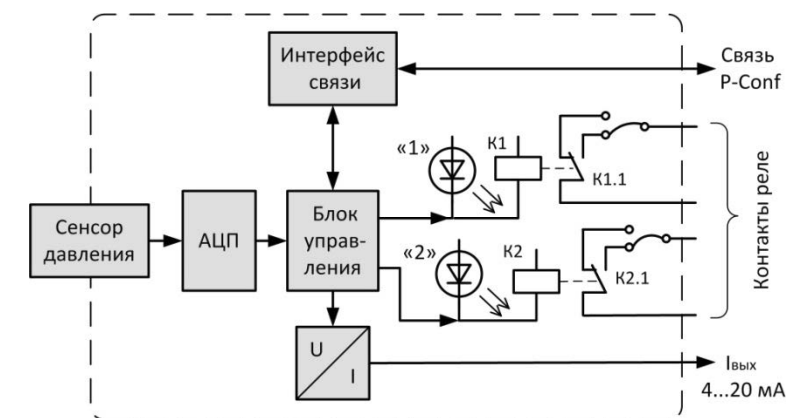 Интерфейс
связи
Связь
P-Conf
«1»
K1
K1.1
Сенсор
давления
АЦП
Блок
управ-
ления
«2»
K2
K2.1
Контакты реле
U
I
Iвых
4...20 мА